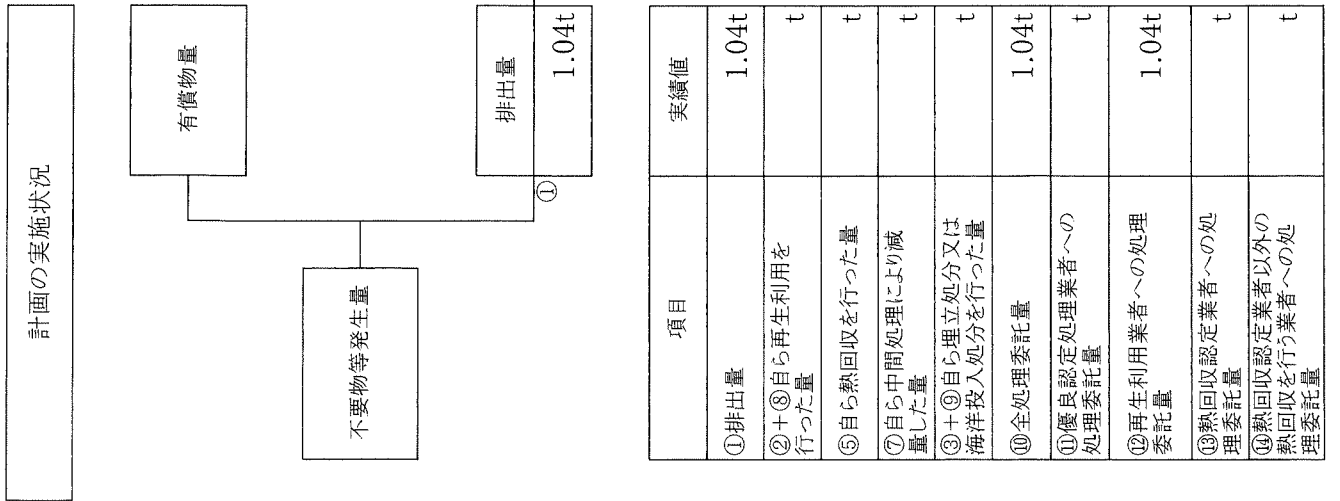 計画の実施状況
不要物等発生量
有償物量
排出量
①
1.04t
項目
実績値
①排出量
1.04t
②+⑧自ら再生利用を
行った量
t
⑤自ら熱回収を行った量
t
⑦自ら中間処理により減
量した量
t
③+⑨自ら埋立処分又は
海洋投入処分を行った量
t
⑩全処理委託量
1.04t
⑪優良認定処理業者への
処理委託量
t
⑫再生利用業者への処理
委託量
1.04t
⑬熱回収認定業者への処
理委託量
t
⑭熱回収認定業者以外の
熱回収を行う業者への処
理委託量
t